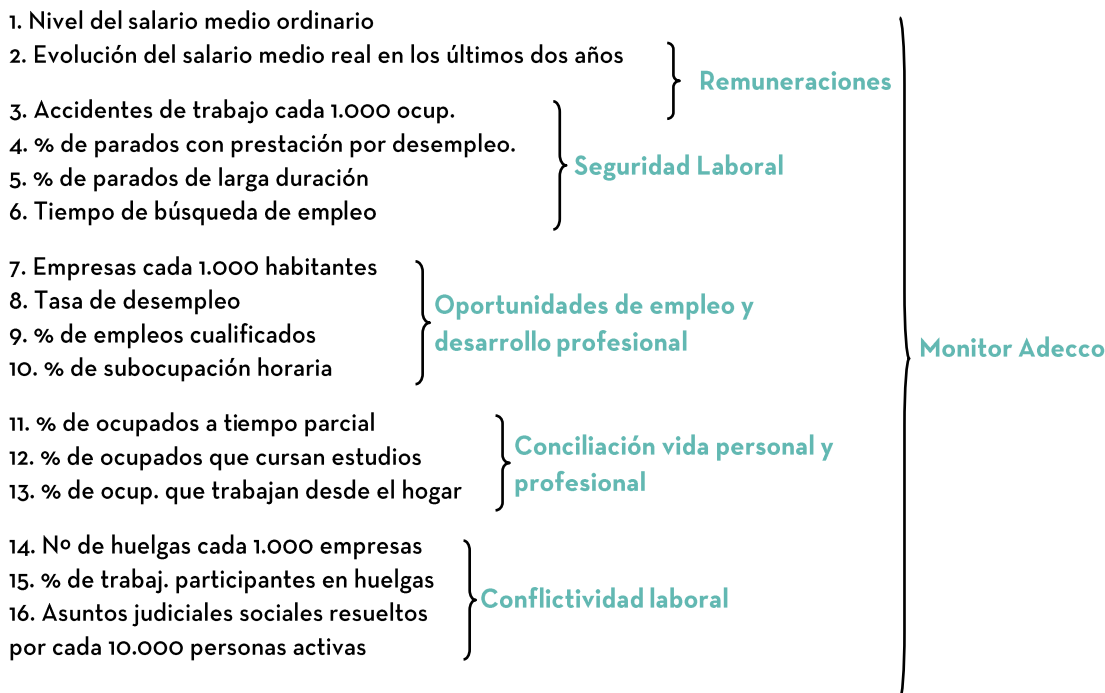 1. Nivel del salario medio ordinario
2. Evolución del salario medio real en los últimos dos años
Remuneraciones
3. Accidentes de trabajo cada 1.000 ocup.
4. % de parados con prestación por desempleo.
5. % de parados de larga duración
6. Tiempo de búsqueda de empleo
Seguridad Laboral
7. Empresas cada 1.000 habitantes
8. Tasa de desempleo
9. % de empleos cualificados
10. % de subocupación horaria
Oportunidades de empleo y
desarrollo profesional
11. % de ocupados a tiempo parcial
12. % de ocupados que cursan estudios
13. % de ocup. que trabajan desde el hogar
Conciliación vida personal y
profesional
14. Nº de huelgas cada 1.000 empresas
15. % de trabaj. participantes en huelgas
16. Asuntos judiciales sociales resueltos
por cada 10.000 personas activas
Conflictividad laboral
Monitor Adecco